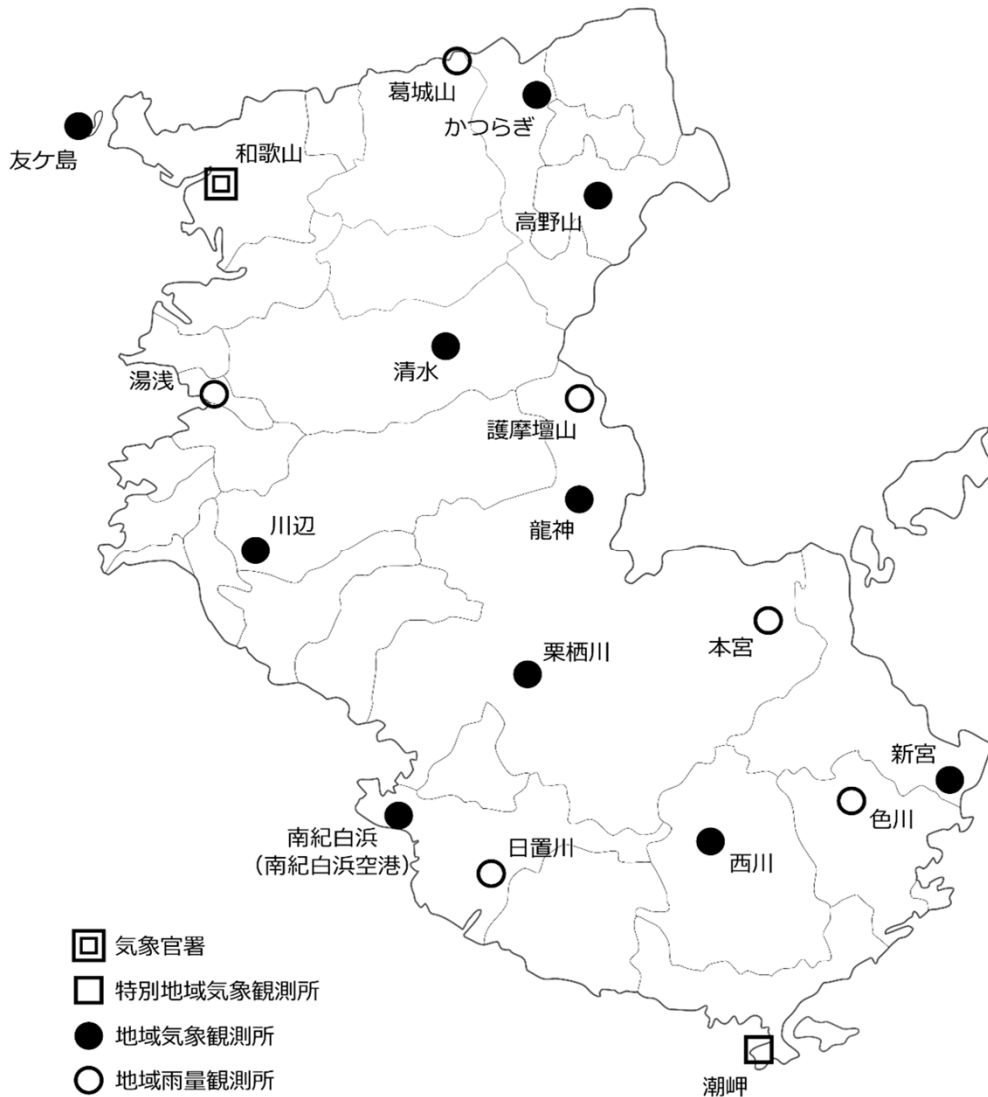 葛城山
かつらぎ
友ケ島
和歌山
高野山
清水
湯浅
護摩壇山
川辺
龍神
本宮
栗栖川
新宮
色川
南紀白浜
(南紀白浜空港)
日置川
西川
気象官署
特別地域気象観測所
地域気象観測所
地域雨量観測所
潮岬